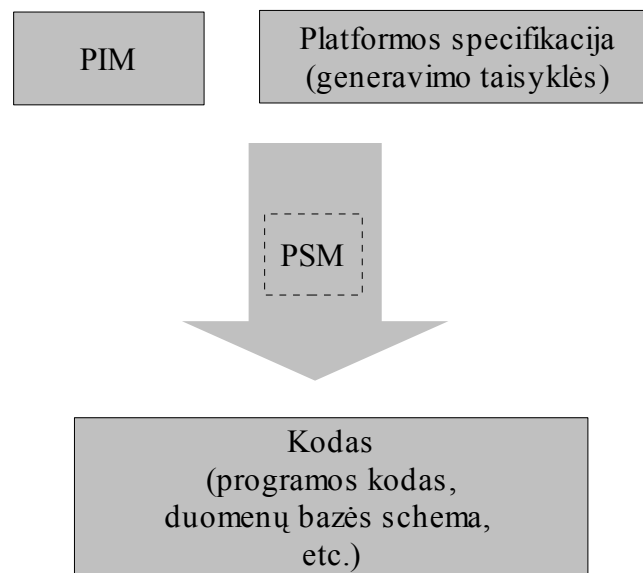 PIM
Platformos specifikacija
(generavimo taisyklės)
PSM
Kodas
(programos kodas,
duomenų bazės schema,
etc.)